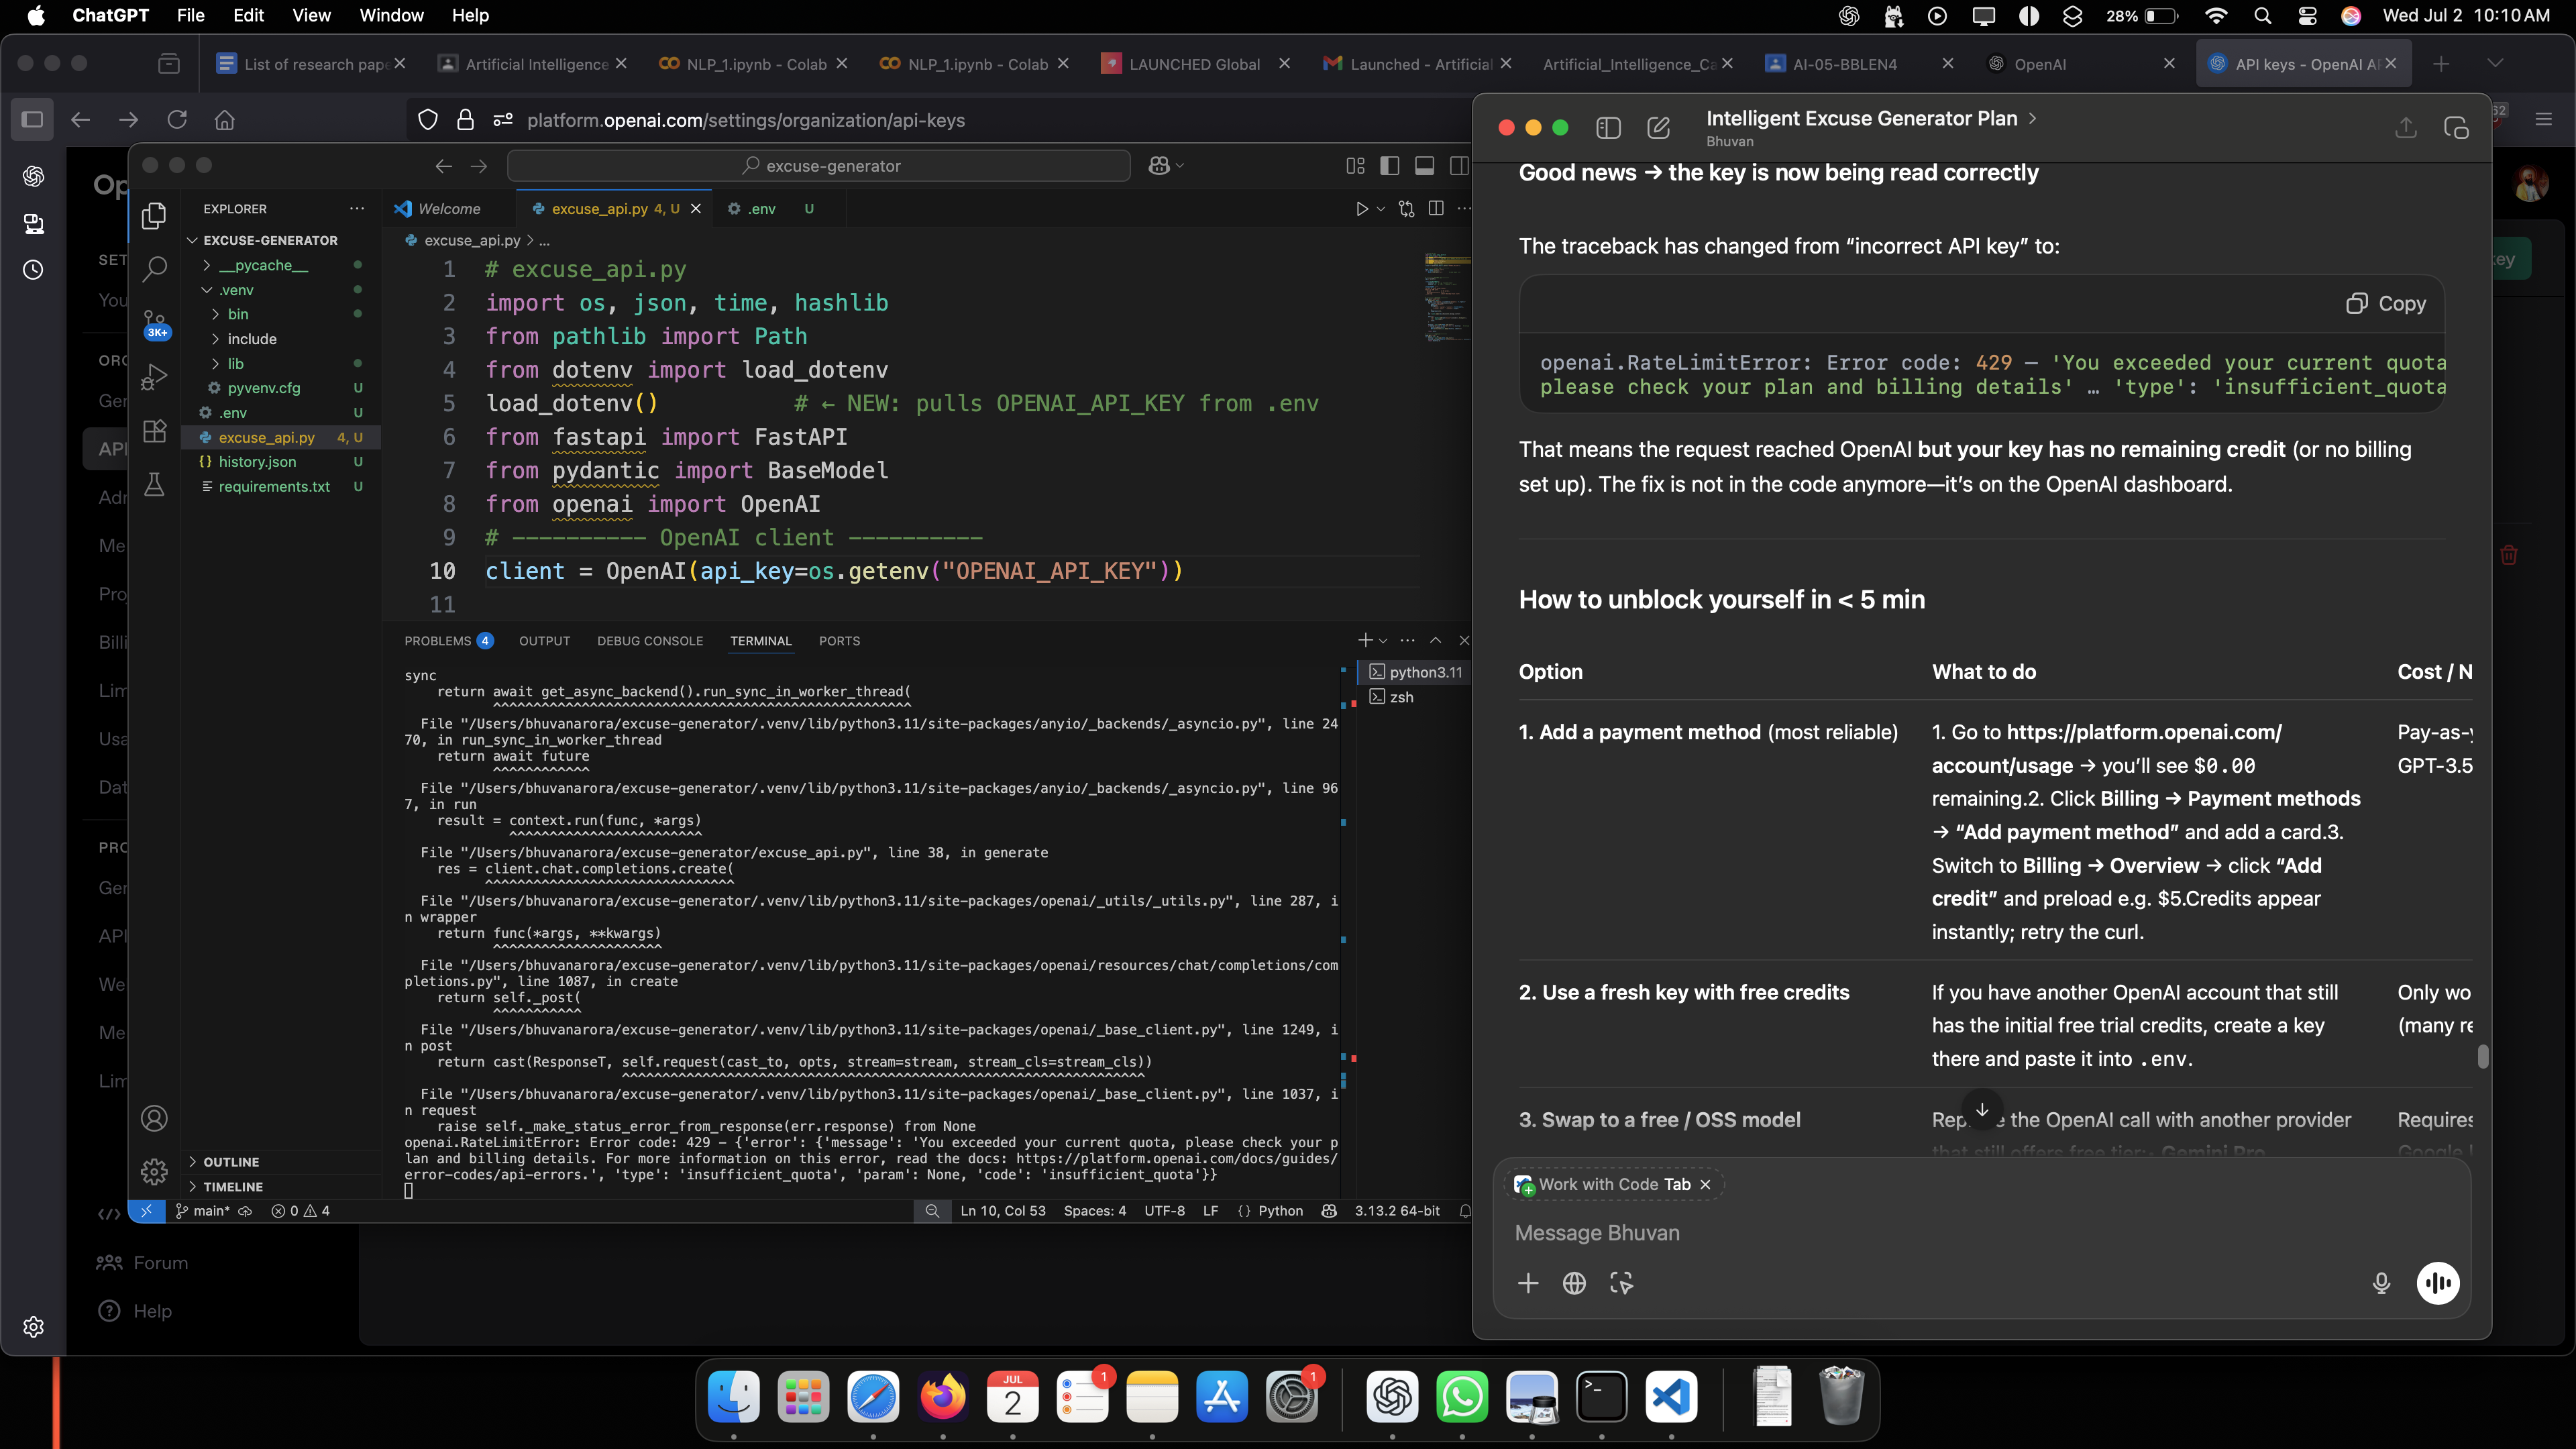 ChatGPT File Edit View Window Help
28% Wed Jul 2 10:10 AM
List of research pape
Artificial Intelligence
NLP_1.ipynb - Colab
NLP_1.ipynb - Colab
LAUNCHED Global
Launched - Artificial
Artificial_Intelligence_Ca
AI-05-BBLEN4
OpenAI
API keys - OpenAI A
platform.openai.com/settings/organization/api-keys
excuse-generator
EXPLORER
EXCUSE-GENERATOR
__pycache__
.venv
bin
include
lib
pyvenv.cfg U
.env U
excuse_api.py 4, U
history.json U
requirements.txt U
OUTLINE
TIMELINE
3K+
Welcome
excuse_api.py 4, U
.env U
excuse_api.py > ...
1 # excuse_api.py
2 import os, json, time, hashlib
3 from pathlib import Path
4 from dotenv import load_dotenv
5 load_dotenv() # ← NEW: pulls OPENAI_API_KEY from .env
6 from fastapi import FastAPI
7 from pydantic import BaseModel
8 from openai import OpenAI
9 # ---------- OpenAI client ----------
10 client = OpenAI(api_key=os.getenv("OPENAI_API_KEY"))
11
PROBLEMS 4 OUTPUT DEBUG CONSOLE TERMINAL PORTS
python3.11
zsh
sync
return await get_async_backend().run_sync_in_worker_thread(
^^^^^^^^^^^^^^^^^^^^^^^^^^^^^^^^^^^^^^^^^^^^^^^^^^^^^
File "/Users/bhuvanarora/excuse-generator/.venv/lib/python3.11/site-packages/anyio/_backends/_asyncio.py", line 24
70, in run_sync_in_worker_thread
return await future
^^^^^^^^^^^^
File "/Users/bhuvanarora/excuse-generator/.venv/lib/python3.11/site-packages/anyio/_backends/_asyncio.py", line 96
7, in run
result = context.run(func, *args)
^^^^^^^^^^^^^^^^^^^^^^^^
File "/Users/bhuvanarora/excuse-generator/excuse_api.py", line 38, in generate
res = client.chat.completions.create(
^^^^^^^^^^^^^^^^^^^^^^^^^^^^^^^
File "/Users/bhuvanarora/excuse-generator/.venv/lib/python3.11/site-packages/openai/_utils/_utils.py", line 287, i
n wrapper
return func(*args, **kwargs)
^^^^^^^^^^^^^^^^^^^^^
File "/Users/bhuvanarora/excuse-generator/.venv/lib/python3.11/site-packages/openai/resources/chat/completions/com
pletions.py", line 1087, in create
return self._post(
^^^^^^^^^^^
File "/Users/bhuvanarora/excuse-generator/.venv/lib/python3.11/site-packages/openai/_base_client.py", line 1249, i
n post
return cast(ResponseT, self.request(cast_to, opts, stream=stream, stream_cls=stream_cls))
^^^^^^^^^^^^^^^^^^^^^^^^^^^^^^^^^^^^^^^^^^^^^^^^^^^^^^^^^^^^^^^^^
File "/Users/bhuvanarora/excuse-generator/.venv/lib/python3.11/site-packages/openai/_base_client.py", line 1037, i
n request
raise self._make_status_error_from_response(err.response) from None
openai.RateLimitError: Error code: 429 - {'error': {'message': 'You exceeded your current quota, please check your p
lan and billing details. For more information on this error, read the docs: https://platform.openai.com/docs/guides/
error-codes/api-errors.', 'type': 'insufficient_quota', 'param': None, 'code': 'insufficient_quota'}}
main* 0 4 Ln 10, Col 53 Spaces: 4 UTF-8 LF {} Python 3.13.2 64-bit
Op
SET
You
ORG
Ger
API
Adr
Me
Pro
Billi
Lim
Usa
Dat
PRO
Ger
API
We
Me
Lim
Forum
Help
ey
Intelligent Excuse Generator Plan >
Bhuvan
Good news → the key is now being read correctly
The traceback has changed from “incorrect API key” to:
Copy
openai.RateLimitError: Error code: 429 — 'You exceeded your current quota
please check your plan and billing details' … 'type': 'insufficient_quota
That means the request reached OpenAI but your key has no remaining credit (or no billing
set up). The fix is not in the code anymore—it’s on the OpenAI dashboard.
How to unblock yourself in < 5 min
Option What to do Cost / N
1. Add a payment method (most reliable) 1. Go to https://platform.openai.com/ Pay-as-y
account/usage → you’ll see $0.00 GPT-3.5
remaining.2. Click Billing → Payment methods
→ “Add payment method” and add a card.3.
Switch to Billing → Overview → click “Add
credit” and preload e.g. $5.Credits appear
instantly; retry the curl.
2. Use a fresh key with free credits If you have another OpenAI account that still Only wo
has the initial free trial credits, create a key (many re
there and paste it into .env.
3. Swap to a free / OSS model Rep e the OpenAI call with another provider Requires
that still offers free tier:• Gemini Pro Google
Work with Code Tab
Message Bhuvan
JUL
2
1
1